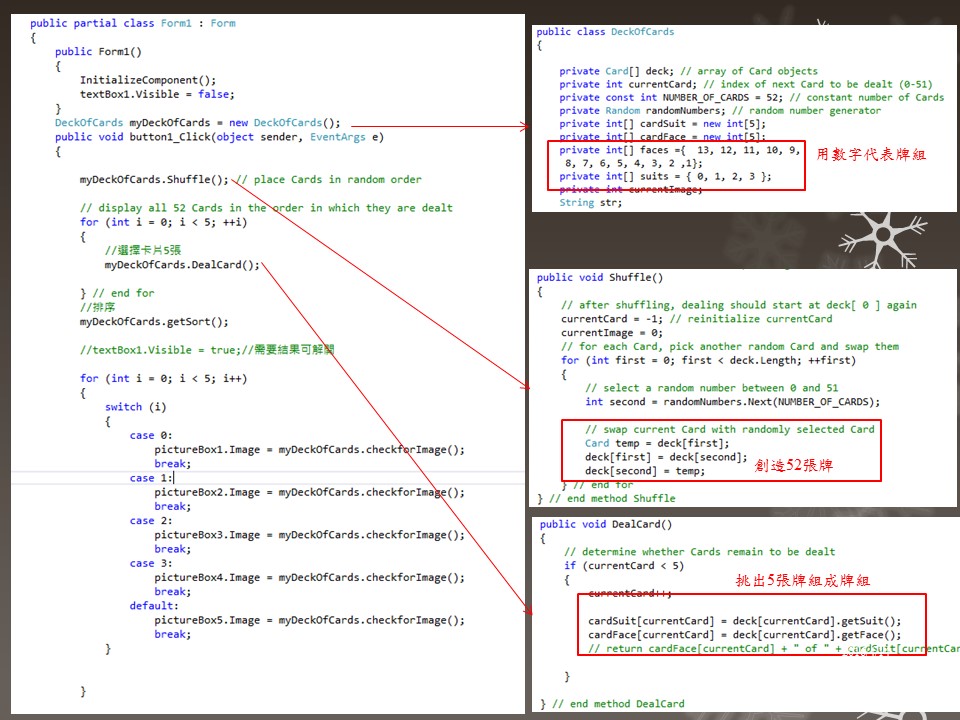 public partial class Form1 : Form
{
public Form1()
{
InitializeComponent();
textBox1.Visible = false;
}
DeckOfCards myDeckOfCards = new DeckOfCards();
public void button1_Click(object sender, EventArgs e)
{
myDeckOfCards.Shuffle(); // place Cards in random order
// display all 52 Cards in the order in which they are dealt
for (int i = 0; i < 5; ++i)
{
//選擇卡片5張
myDeckOfCards.DealCard();
} // end for
//排序
myDeckOfCards.getSort();
//textBox1.Visible = true;//需要結果可解開
for (int i = 0; i < 5; i++)
{
switch (i)
{
case 0:
pictureBox1.Image = myDeckOfCards.checkforImage();
break;
case 1:
pictureBox2.Image = myDeckOfCards.checkforImage();
break;
case 2:
pictureBox3.Image = myDeckOfCards.checkforImage();
break;
case 3:
pictureBox4.Image = myDeckOfCards.checkforImage();
break;
default:
pictureBox5.Image = myDeckOfCards.checkforImage();
break;
}
}
public class DeckOfCards
{
private Card[] deck; // array of Card objects
private int currentCard; // index of next Card to be dealt (0-51)
private const int NUMBER_OF_CARDS = 52; // constant number of Cards
private Random randomNumbers; // random number generator
private int[] cardSuit = new int[5];
private int[] cardFace = new int[5];
private int[] faces ={ 13, 12, 11, 10, 9,
8, 7, 6, 5, 4, 3, 2 ,1};
private int[] suits = { 0, 1, 2, 3 };
private int currentImage;
String str;
用數字代表牌組
public void Shuffle()
{
// after shuffling, dealing should start at deck[ 0 ] again
currentCard = -1; // reinitialize currentCard
currentImage = 0;
// for each Card, pick another random Card and swap them
for (int first = 0; first < deck.Length; ++first)
{
// select a random number between 0 and 51
int second = randomNumbers.Next(NUMBER_OF_CARDS);
// swap current Card with randomly selected Card
Card temp = deck[first];
deck[first] = deck[second];
deck[second] = temp;
創造52張牌
} // end for
} // end method Shuffle
public void DealCard()
{
// determine whether Cards remain to be dealt
if (currentCard < 5)
{
挑出5張牌組成牌組
currentCard++;
cardSuit[currentCard] = deck[currentCard].getSuit();
cardFace[currentCard] = deck[currentCard].getFace();
// return cardFace[currentCard] + " of " + cardSuit[currentCar
}
} // end method DealCard